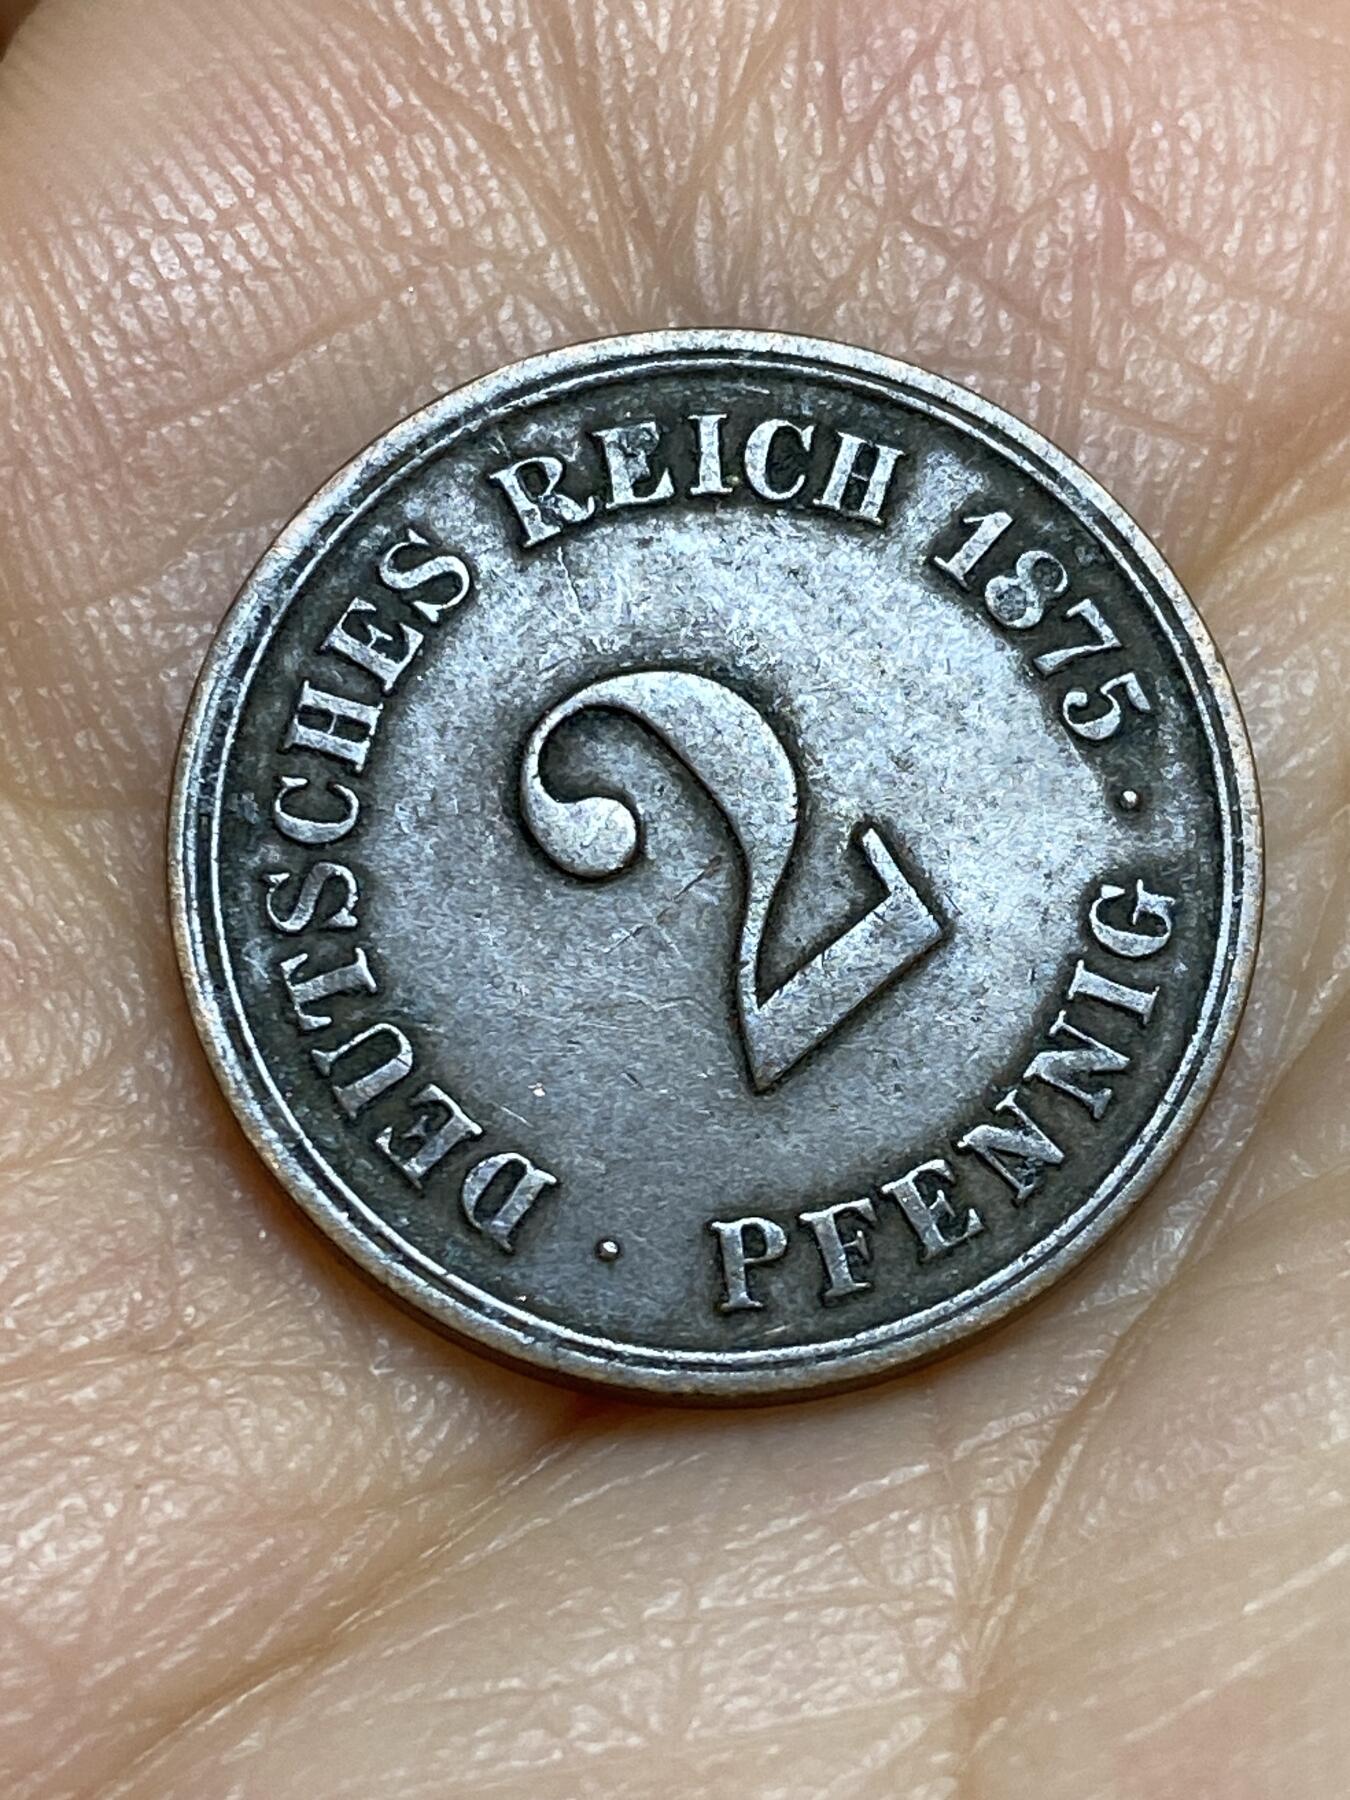 DEUTSCHES REICH 1875 · PFENNIG ·
2